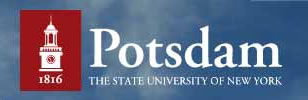 1816
Potsdam
THE STATE UNIVERSITY OF NEW YORK